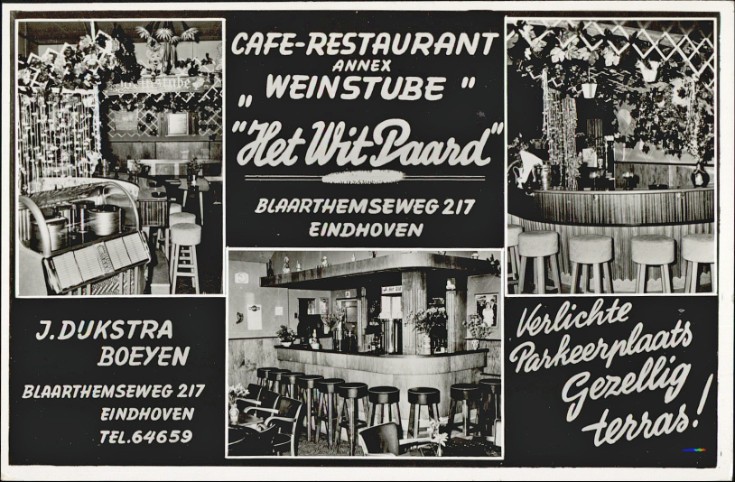 CAFE-RESTAURANT
ANNEX
"WEINSTUBE"
"Het Wit Paard"
BLAARTHEMSEWEG 217
EINDHOVEN
weinstube
J. DIJKSTRA
BOEYEN
BLAARTHEMSEWEG 217
EINDHOVEN
TEL. 64659
Verlichte
Parkeerplaats
Gezellig
terras!